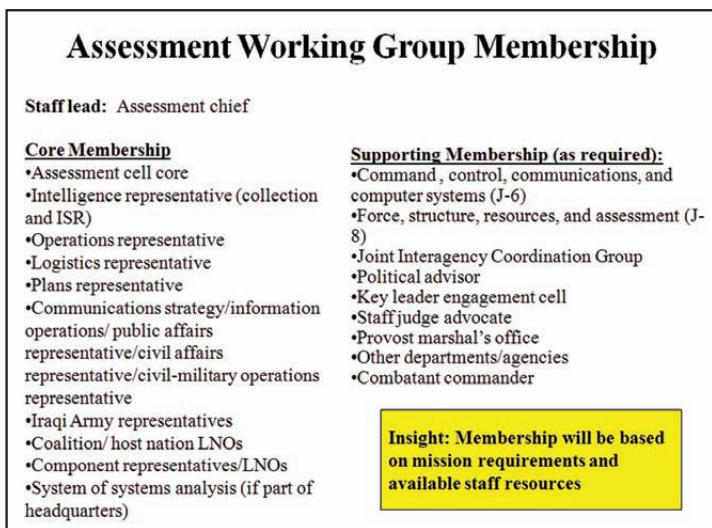 Assessment Working Group Membership
Staff lead: Assessment chief
Core Membership
•Assessment cell core
•Intelligence representative (collection
and ISR)
•Operations representative
•Logistics representative
•Plans representative
•Communications strategy/information
operations/ public affairs
representative/civil affairs
representative/civil-military operations
representative
•Iraqi Army representatives
•Coalition/ host nation LNOs
•Component representatives/LNOs
•System of systems analysis (if part of
headquarters)
Supporting Membership (as required):
•Command , control, communications, and
computer systems (J-6)
•Force, structure, resources, and assessment (J-
8)
•Joint Interagency Coordination Group
•Political advisor
•Key leader engagement cell
•Staff judge advocate
•Provost marshal's office
•Other departments/agencies
•Combatant commander
Insight: Membership will be based
on mission requirements and
available staff resources